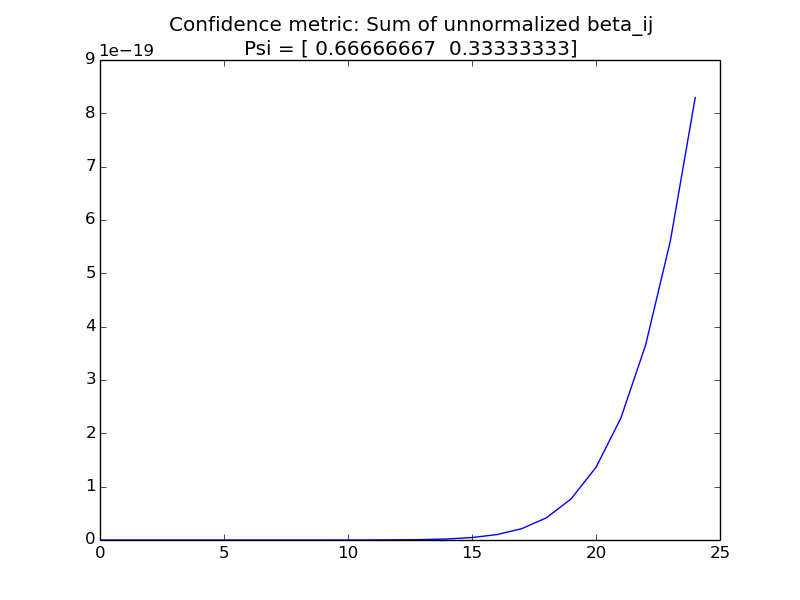 Confidence metric: Sum of unnormalized beta_ij
Psi = [ 0.66666667  0.33333333]
1e−19
9
8
7
6
5
4
3
2
1
0
0 5 10 15 20 25